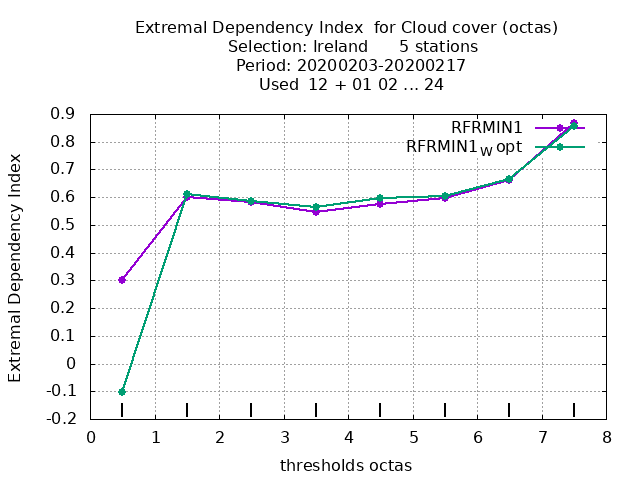 Extremal Dependency Index  for Cloud cover (octas)
Selection: Ireland      5 stations
Period: 20200203-20200217
Used  12 + 01 02 ... 24
Extremal Dependency Index
0.9
0.8
0.7
0.6
0.5
0.4
0.3
0.2
0.1
0
-0.1
-0.2
RFRMIN1
RFRMIN1W opt
0 1 2 3 4 5 6 7 8
thresholds octas